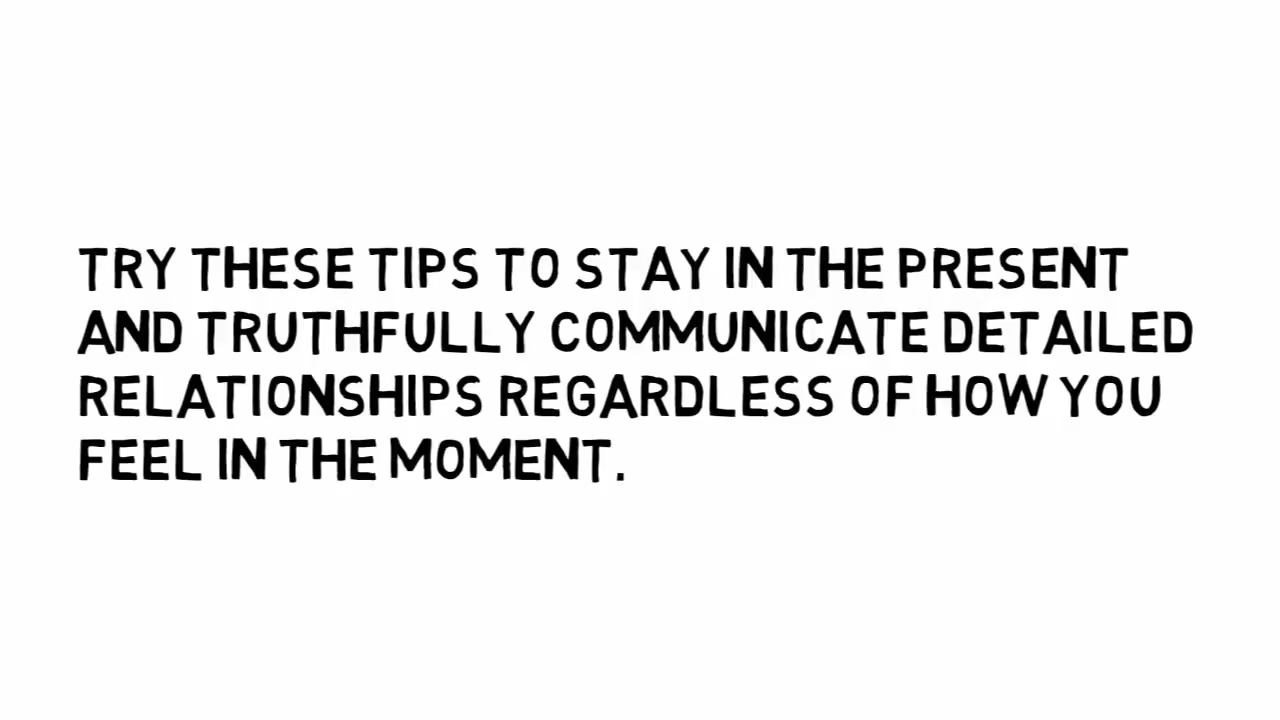 TRY THESE TIPS TO STAY IN THE PRESENT
AND TRUTHFULLY COMMUNICATE DETAILED
RELATIONSHIPS REGARDLESS OF HOW YOU
FEEL IN THE MOMENT.